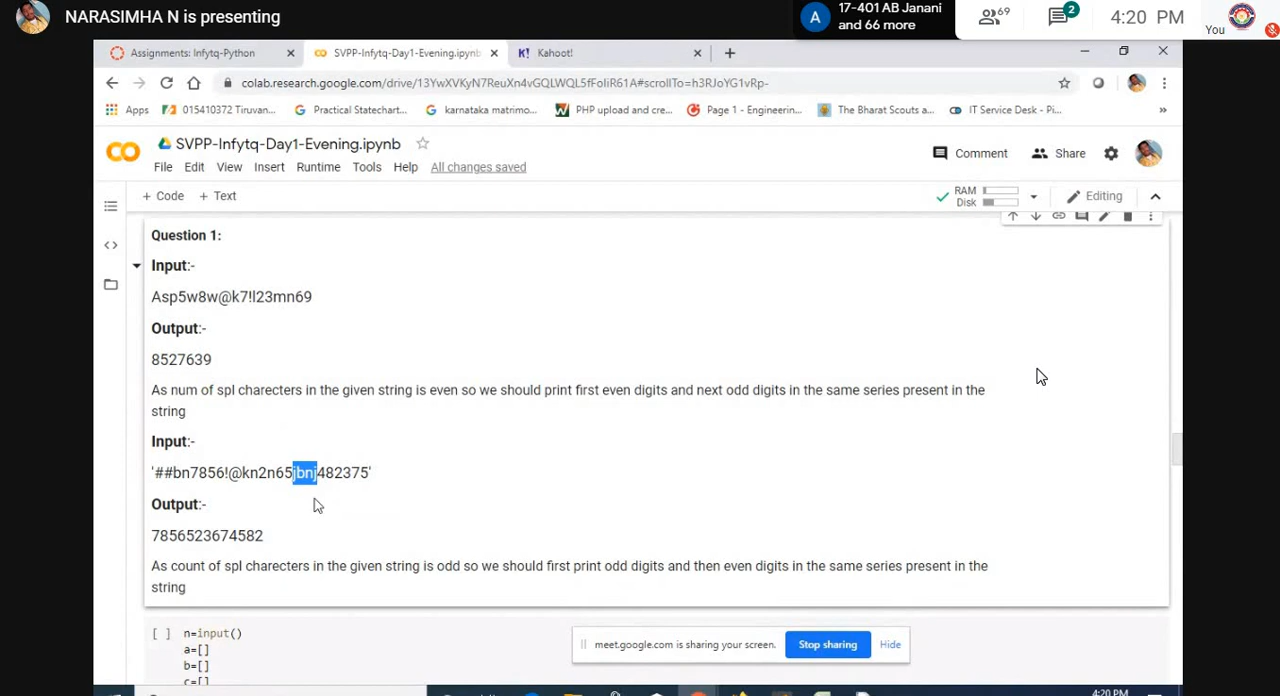 NARASIMHA N is presenting
17-401 AB Janani
and 66 more
A
69
2
4:20 PM
You
Assignments: Infytq-Python
SVPP-Infytq-Day1-Evening.ipynb
K! Kahoot!
colab.research.google.com/drive/13YwXVKyN7ReuXn4vGQLWQL5fFoIiR61A#scrollTo=h3RJoYG1vRp-
Apps
015410372 Tiruvan...
Practical Statechart...
karnataka matrimo...
PHP upload and cre...
Page 1 - Engineerin...
The Bharat Scouts a...
IT Service Desk - Pi...
»
SVPP-Infytq-Day1-Evening.ipynb
File Edit View Insert Runtime Tools Help All changes saved
Comment
Share
+ Code + Text
RAM
Disk
Editing
Question 1:
Input:-
Asp5w8w@k7!l23mn69
Output:-
8527639
As num of spl charecters in the given string is even so we should print first even digits and next odd digits in the same series present in the
string
Input:-
'##bn7856!@kn2n65jbnj482375'
Output:-
7856523674582
As count of spl charecters in the given string is odd so we should first print odd digits and then even digits in the same series present in the
string
[ ] n=input()
a=[]
b=[]
c=[]
meet.google.com is sharing your screen.
Stop sharing
Hide
4:20 PM